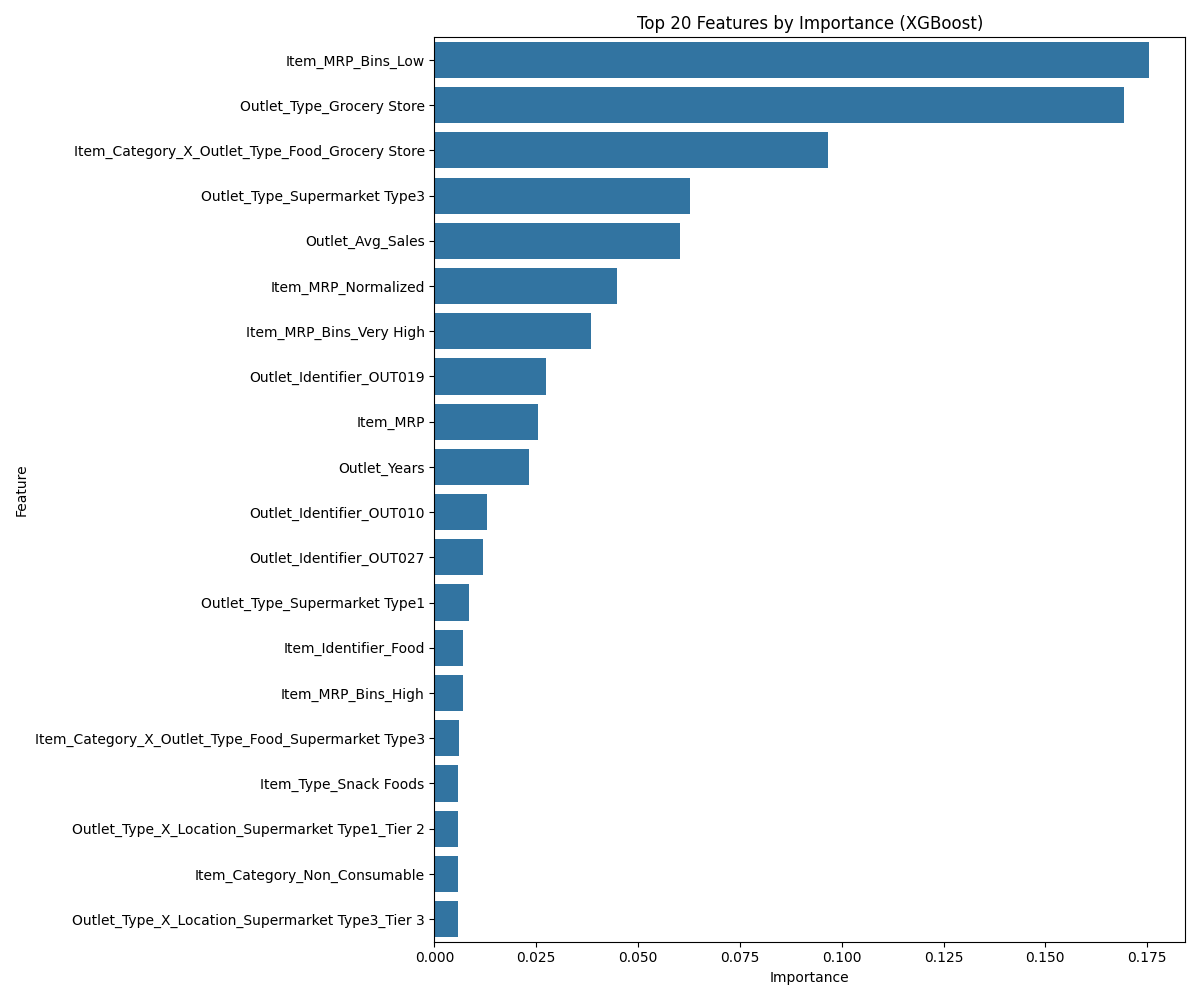 Top 20 Features by Importance (XGBoost)
Feature
Item_MRP_Bins_Low
Outlet_Type_Grocery Store
Item_Category_X_Outlet_Type_Food_Grocery Store
Outlet_Type_Supermarket Type3
Outlet_Avg_Sales
Item_MRP_Normalized
Item_MRP_Bins_Very High
Outlet_Identifier_OUT019
Item_MRP
Outlet_Years
Outlet_Identifier_OUT010
Outlet_Identifier_OUT027
Outlet_Type_Supermarket Type1
Item_Identifier_Food
Item_MRP_Bins_High
Item_Category_X_Outlet_Type_Food_Supermarket Type3
Item_Type_Snack Foods
Outlet_Type_X_Location_Supermarket Type1_Tier 2
Item_Category_Non_Consumable
Outlet_Type_X_Location_Supermarket Type3_Tier 3
0.000 0.025 0.050 0.075 0.100 0.125 0.150 0.175
Importance